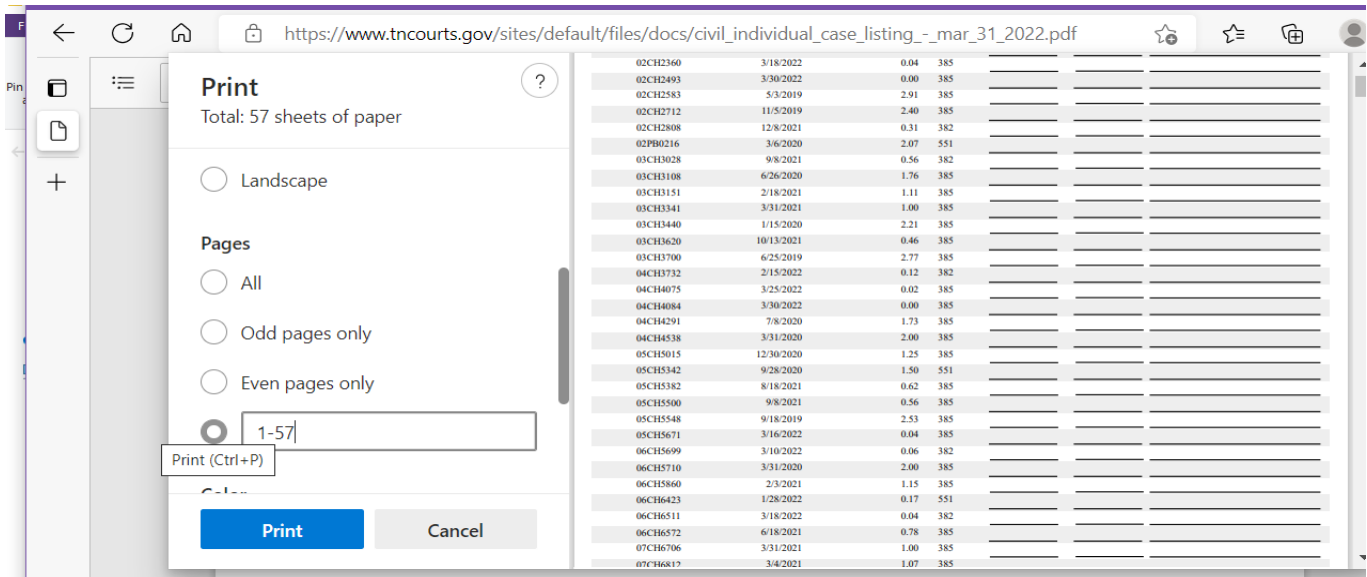 F
https://www.tncourts.gov/sites/default/files/docs/civil_individual_case_listing_-_mar_31_2022.pdf
Pin
Print
?
Total: 57 sheets of paper
Landscape
Pages
All
Odd pages only
Even pages only
1-57
Print (Ctrl+P)
Color
Print Cancel
02CH2360 3/18/2022 0.04 385
02CH2493 3/30/2022 0.00 385
02CH2583 5/3/2019 2.91 385
02CH2712 11/5/2019 2.40 385
02CH2808 12/8/2021 0.31 382
02PB0216 3/6/2020 2.07 551
03CH3028 9/8/2021 0.56 382
03CH3108 6/26/2020 1.76 385
03CH3151 2/18/2021 1.11 385
03CH3341 3/31/2021 1.00 385
03CH3440 1/15/2020 2.21 385
03CH3620 10/13/2021 0.46 385
03CH3700 6/25/2019 2.77 385
04CH3732 2/15/2022 0.12 382
04CH4075 3/25/2022 0.02 385
04CH4084 3/30/2022 0.00 385
04CH4291 7/8/2020 1.73 385
04CH4538 3/31/2020 2.00 385
05CH5015 12/30/2020 1.25 385
05CH5342 9/28/2020 1.50 551
05CH5382 8/18/2021 0.62 385
05CH5500 9/8/2021 0.56 385
05CH5548 9/18/2019 2.53 385
05CH5671 3/16/2022 0.04 385
06CH5699 3/10/2022 0.06 382
06CH5710 3/31/2020 2.00 385
06CH5860 2/3/2021 1.15 385
06CH6423 1/28/2022 0.17 551
06CH6511 3/18/2022 0.04 382
06CH6572 6/18/2021 0.78 385
07CH6706 3/31/2021 1.00 385
07CH6812 3/4/2021 1.07 385